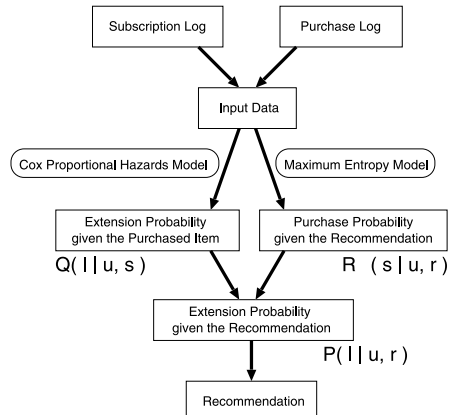 Subscription Log
Purchase Log
Input Data
Cox Proportional Hazards Model
Maximum Entropy Model
Extension Probability
given the Purchased Item
Purchase Probability
given the Recommendation
Q( l | u, s )
R ( s | u, r )
Extension Probability
given the Recommendation
P( l | u, r )
Recommendation